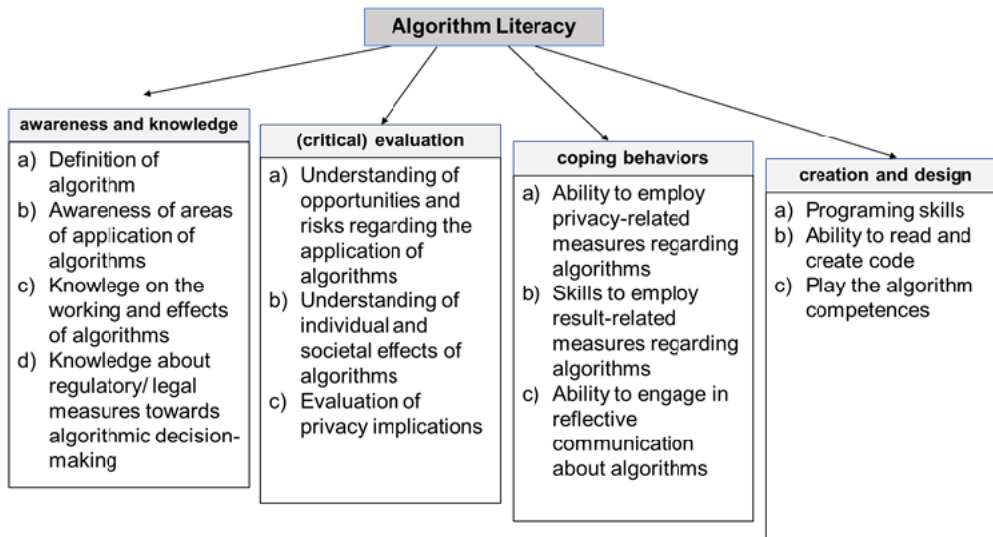 Algorithm Literacy
awareness and knowledge
a) Definition of
algorithm
b) Awareness of areas
of application of
algorithms
c) Knowlege on the
working and effects
of algorithms
d) Knowledge about
regulatory/ legal
measures towards
algorithmic decision-
making
(critical) evaluation
a) Understanding of
opportunities and
risks regarding the
application of
algorithms
b) Understanding of
individual and
societal effects of
algorithms
c) Evaluation of
privacy implications
coping behaviors
a) Ability to employ
privacy-related
measures regarding
algorithms
b) Skills to employ
result-related
measures regarding
algorithms
c) Ability to engage in
reflective
communication
about algorithms
creation and design
a) Programing skills
b) Ability to read and
create code
c) Play the algorithm
competences